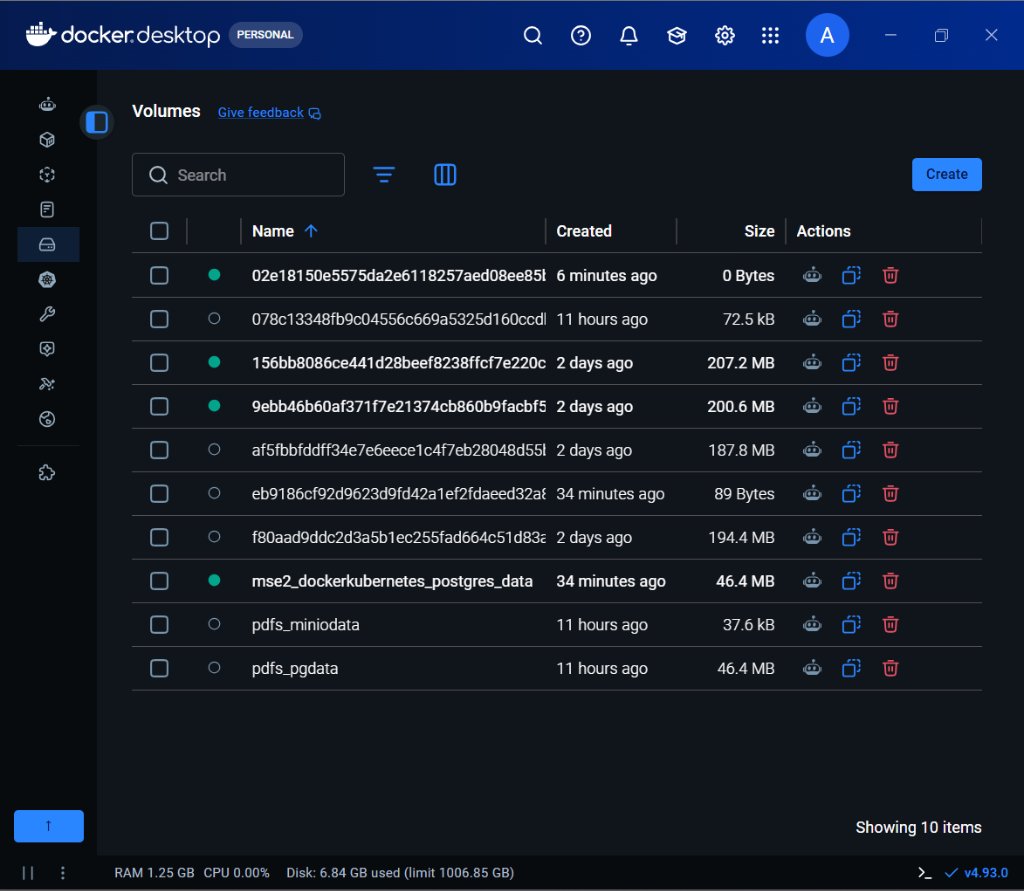 docker.desktop PERSONAL A
Volumes Give feedback
Search Create
Name Created Size Actions
02e18150e5575da2e6118257aed08ee85b 6 minutes ago 0 Bytes
078c13348fb9c04556c669a5325d160ccdb 11 hours ago 72.5 kB
156bb8086ce441d28beef8238ffcf7e220c 2 days ago 207.2 MB
9ebb46b60af371f7e21374cb860b9facbf5 2 days ago 200.6 MB
af5fbbfddff34e7e6eece1c4f7eb28048d55b 2 days ago 187.8 MB
eb9186cf92d9623d9fd42a1ef2fdaeed32a8 34 minutes ago 89 Bytes
f80aad9ddc2d3a5b1ec255fad664c51d83a 2 days ago 194.4 MB
mse2_dockerkubernetes_postgres_data 34 minutes ago 46.4 MB
pdfs_miniodata 11 hours ago 37.6 kB
pdfs_pgdata 11 hours ago 46.4 MB
Showing 10 items
RAM 1.25 GB CPU 0.00% Disk: 6.84 GB used (limit 1006.85 GB) v4.93.0